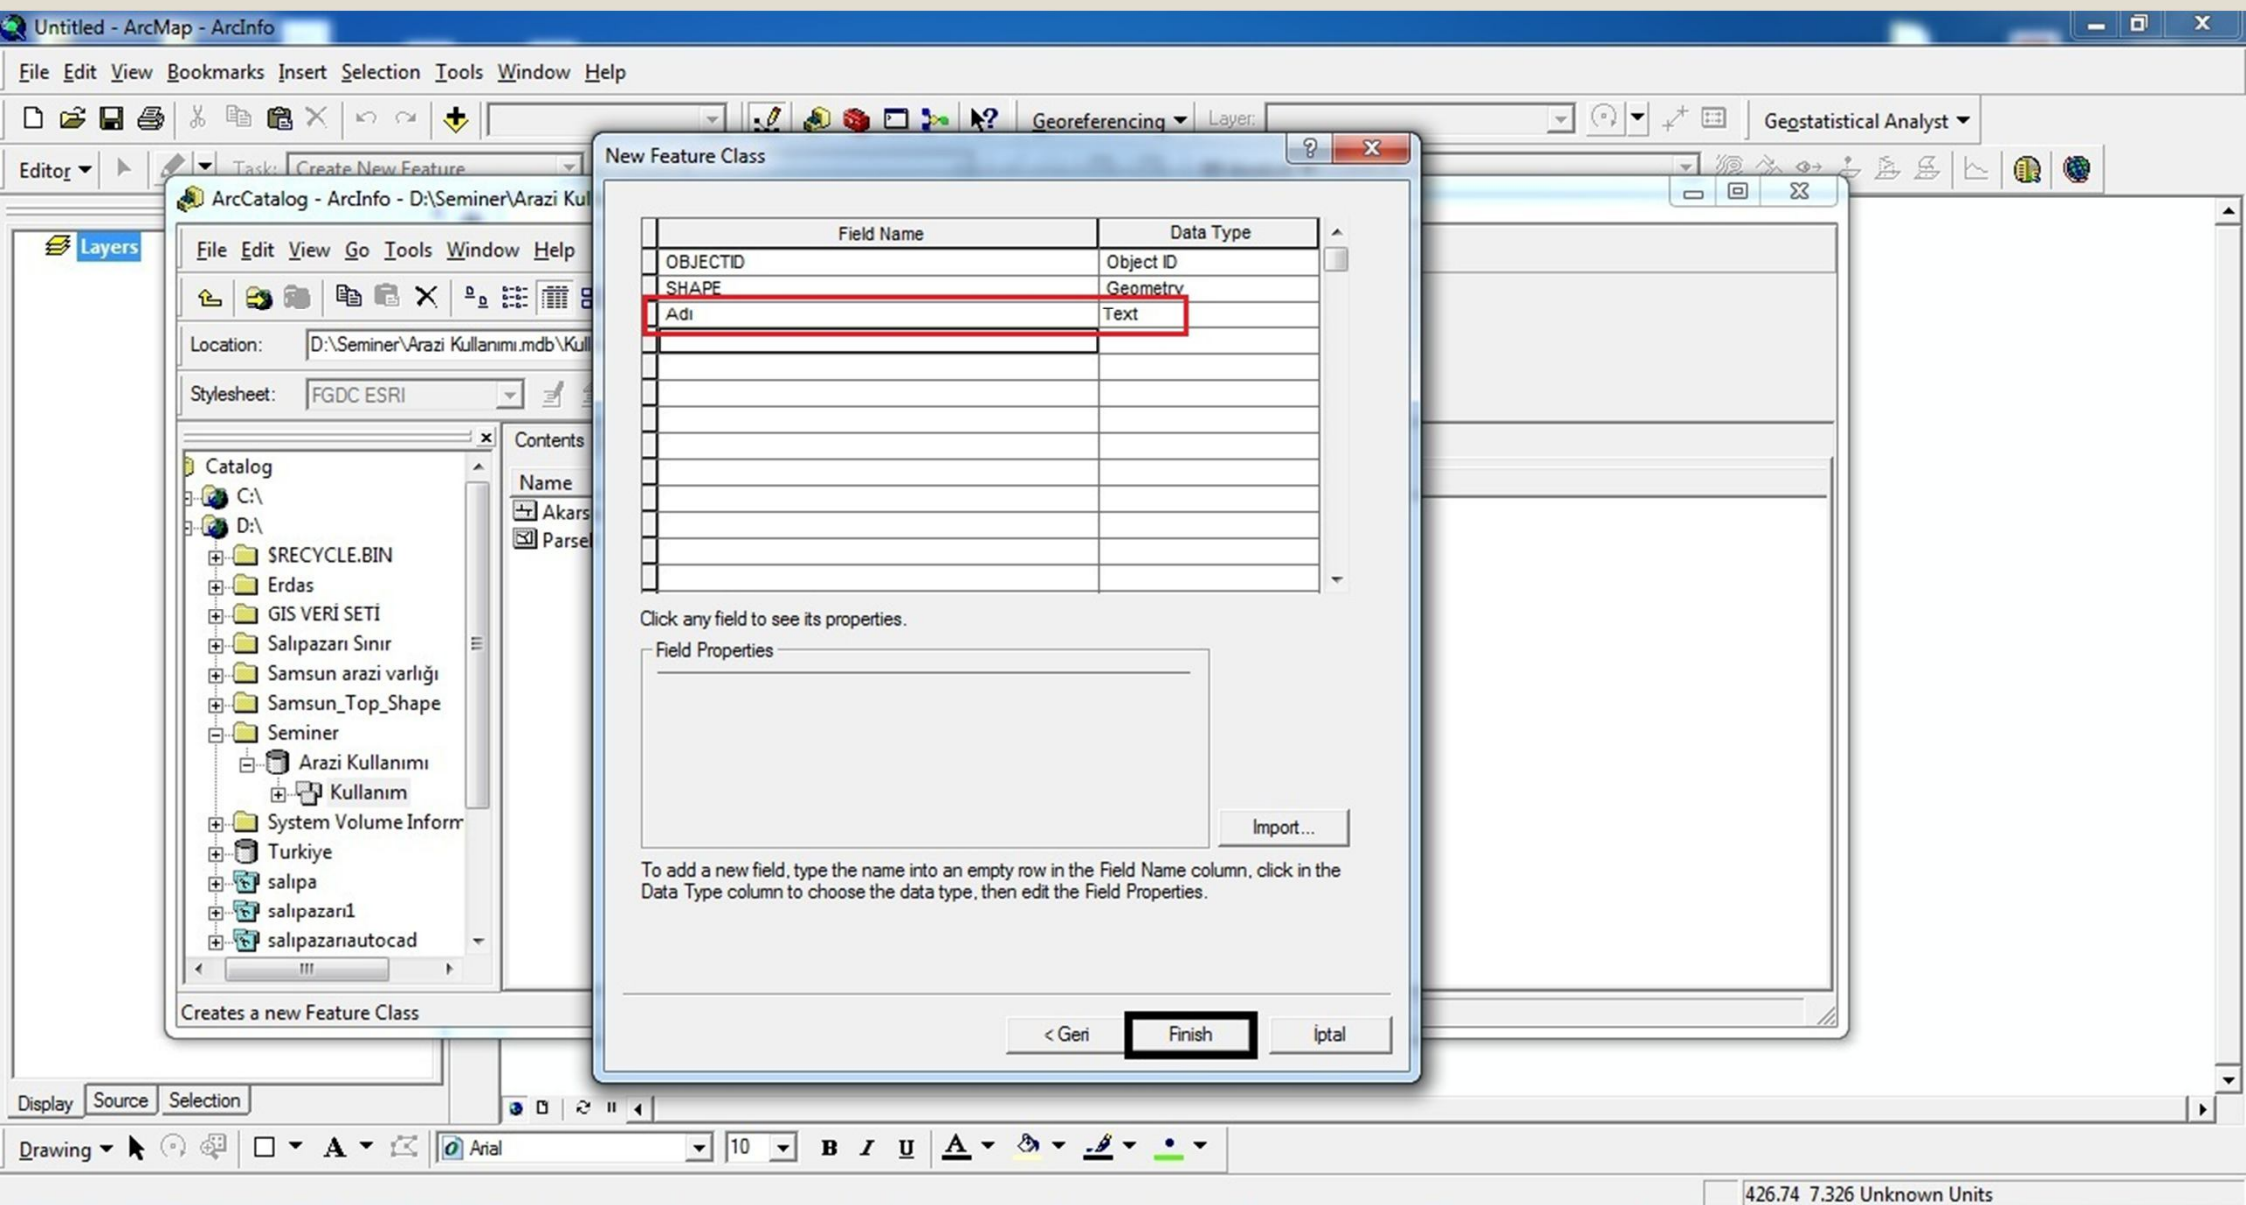 Untitled - ArcMap - ArcInfo
File Edit View Bookmarks Insert Selection Tools Window Help
Georeferencing Layer:
Geostatistical Analyst
Editor Task: Create New Feature
New Feature Class
ArcCatalog - ArcInfo - D:\Seminer\Arazi Kul
Layers
File Edit View Go Tools Window Help
Field Name Data Type
OBJECTID Object ID
SHAPE Geometry
Adı Text
Location: D:\Seminer\Arazi Kullanımı.mdb\Kull
Stylesheet: FGDC ESRI
Contents
Name
Akars
Parsel
Catalog
C:\
D:\
$RECYCLE.BIN
Erdas
GIS VERİ SETİ
Salıpazarı Sınır
Samsun arazi varlığı
Samsun_Top_Shape
Seminer
Arazi Kullanımı
Kullanım
System Volume Inform
Turkiye
salıpa
salıpazarı1
salıpazarıautocad
Click any field to see its properties.
Field Properties
Import...
To add a new field, type the name into an empty row in the Field Name column, click in the
Data Type column to choose the data type, then edit the Field Properties.
Creates a new Feature Class
< Geri Finish İptal
Display Source Selection
Drawing A Arial 10 B I U A
426.74 7.326 Unknown Units